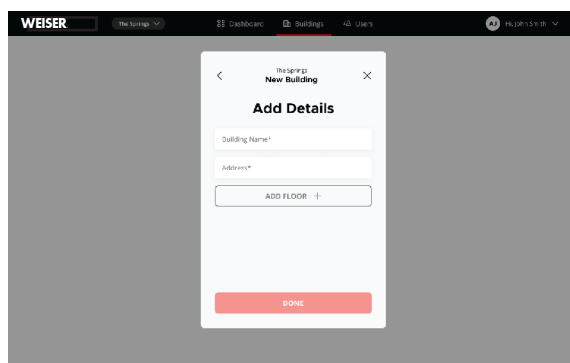 WEISER
The Springs
Dashboard
Buildings
Users
AJ
Hi, John Smith
The Springs
New Building
Add Details
Building Name*
Address*
ADD FLOOR +
DONE